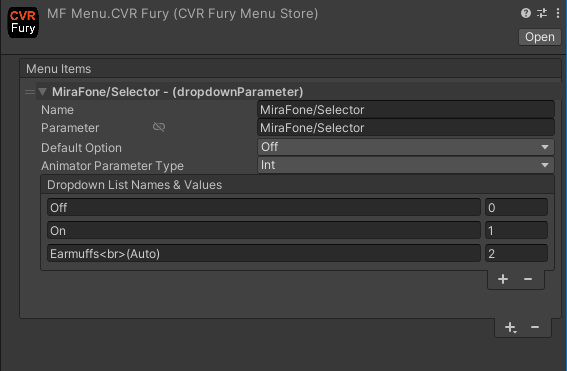 CVR
Fury
MF Menu.CVR Fury (CVR Fury Menu Store)
Open
Menu Items
MiraFone/Selector - (dropdownParameter)
Name MiraFone/Selector
Parameter MiraFone/Selector
Default Option Off
Animator Parameter Type Int
Dropdown List Names & Values
Off 0
On 1
Earmuffs<br>(Auto) 2